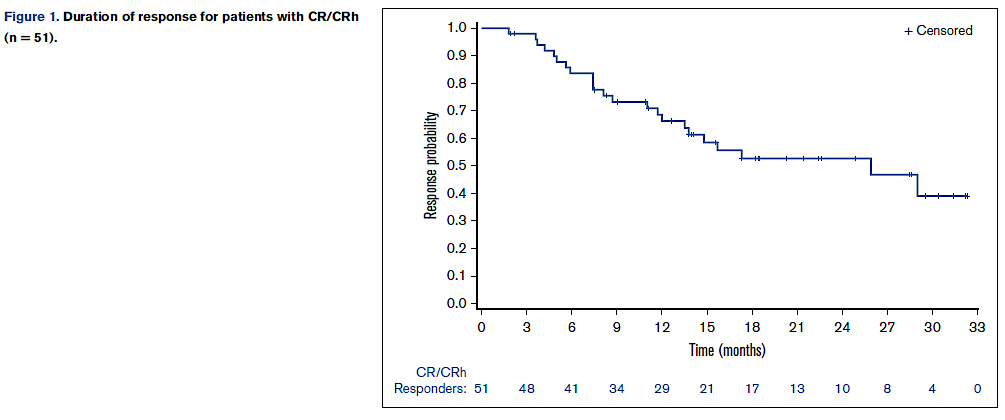 Figure 1. Duration of response for patients with CR/CRh
(n = 51).
+ Censored
1.0
0.9
0.8
0.7
0.6
0.5
0.4
0.3
0.2
0.1
0.0
Response probability
0 3 6 9 12 15 18 21 24 27 30 33
Time (months)
CR/CRh
Responders: 51 48 41 34 29 21 17 13 10 8 4 0